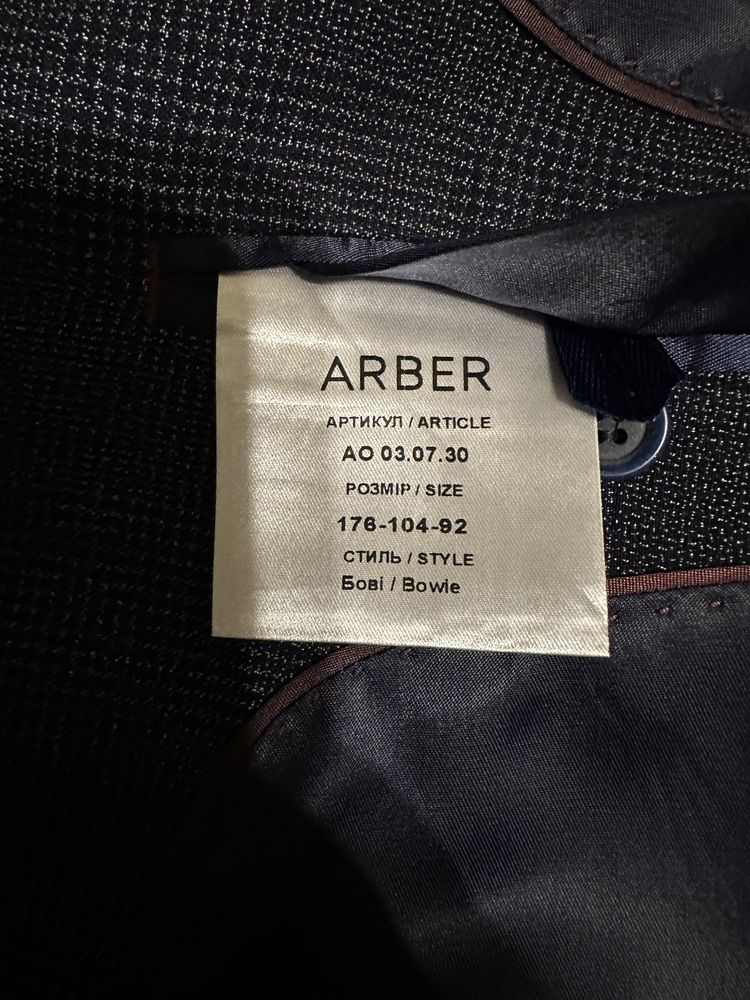 ARBER
АРТИКУЛ / ARTICLE
АО 03.07.30
РОЗМІР / SIZE
176-104-92
СТИЛЬ / STYLE
Бові / Bowie